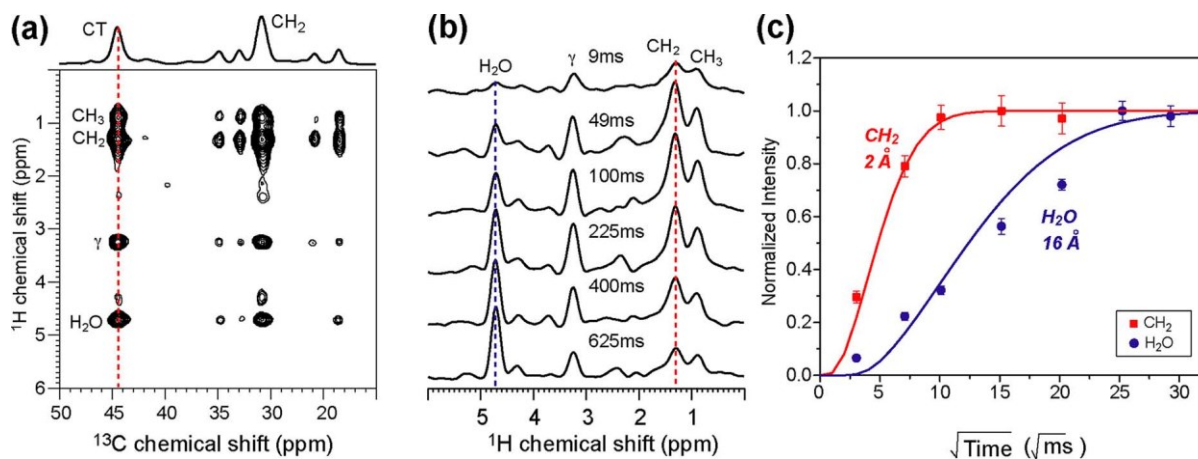 (a)
CT
CH2
CH3
CH2
γ
H2O
1
2
3
4
5
6
1H chemical shift (ppm)
50
40
30
20
13C chemical shift (ppm)
(b)
H2O
γ
9ms
CH2
CH3
49ms
100ms
225ms
400ms
625ms
5
4
3
2
1
1H chemical shift (ppm)
(c)
Normalized Intensity
1.2
1.0
0.8
0.6
0.4
0.2
0.0
CH2
2 Å
H2O
16 Å
CH2
H2O
0
5
10
15
20
25
30
√Time (√ms)